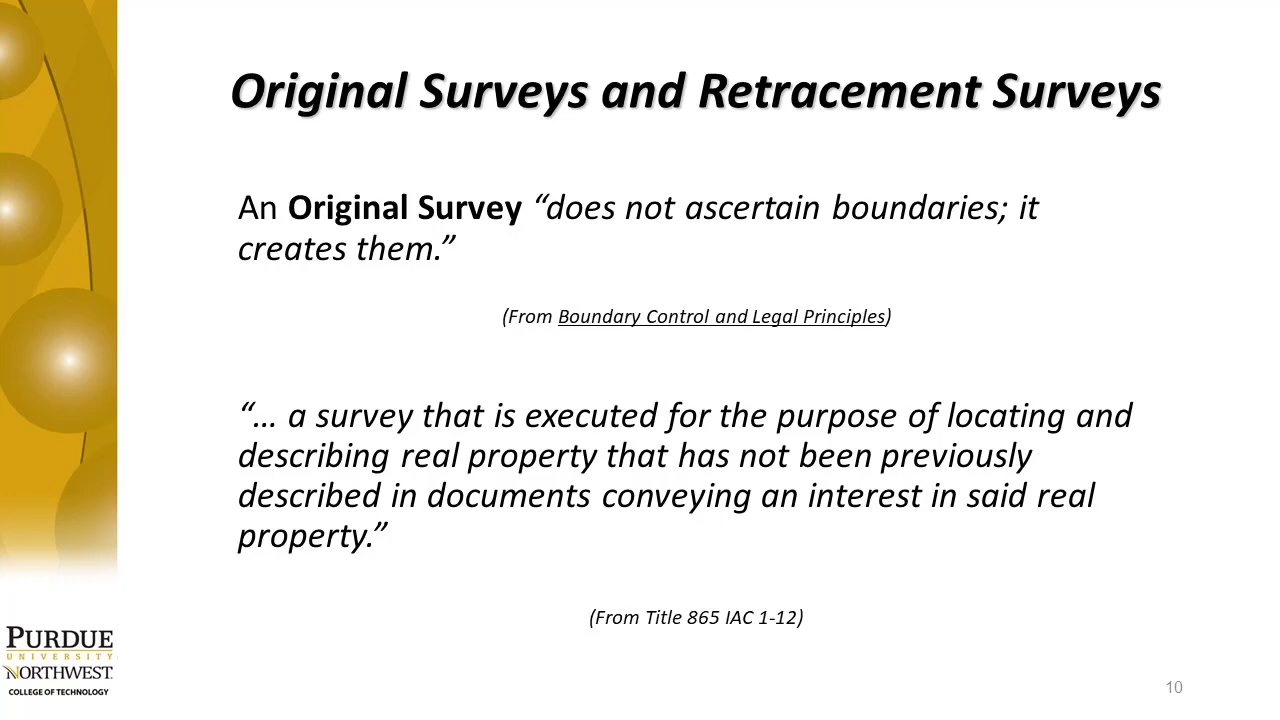 Original Surveys and Retracement Surveys
An Original Survey “does not ascertain boundaries; it
creates them.”
(From Boundary Control and Legal Principles)
“… a survey that is executed for the purpose of locating and
describing real property that has not been previously
described in documents conveying an interest in said real
property.”
(From Title 865 IAC 1-12)
PURDUE
UNIVERSITY
NORTHWEST
COLLEGE OF TECHNOLOGY
10